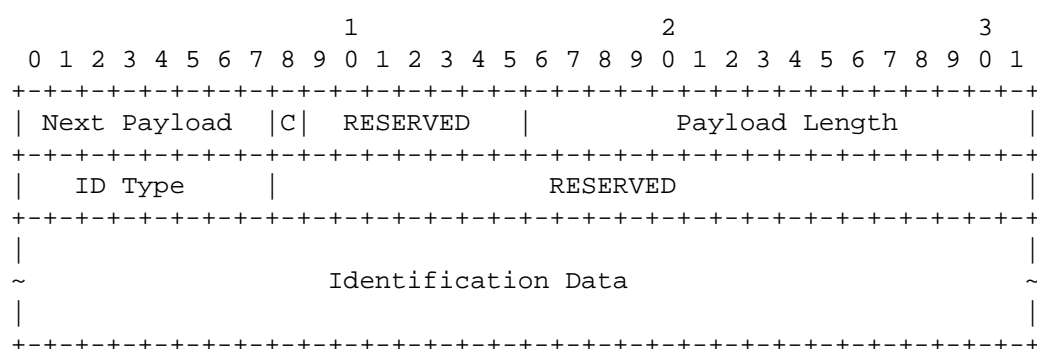 1                   2                   3
 0 1 2 3 4 5 6 7 8 9 0 1 2 3 4 5 6 7 8 9 0 1 2 3 4 5 6 7 8 9 0 1
+-+-+-+-+-+-+-+-+-+-+-+-+-+-+-+-+-+-+-+-+-+-+-+-+-+-+-+-+-+-+-+-+
| Next Payload  |C|  RESERVED   |         Payload Length        |
+-+-+-+-+-+-+-+-+-+-+-+-+-+-+-+-+-+-+-+-+-+-+-+-+-+-+-+-+-+-+-+-+
|   ID Type     |                 RESERVED                      |
+-+-+-+-+-+-+-+-+-+-+-+-+-+-+-+-+-+-+-+-+-+-+-+-+-+-+-+-+-+-+-+-+
|                                                               |
~                   Identification Data                         ~
|                                                               |
+-+-+-+-+-+-+-+-+-+-+-+-+-+-+-+-+-+-+-+-+-+-+-+-+-+-+-+-+-+-+-+-+